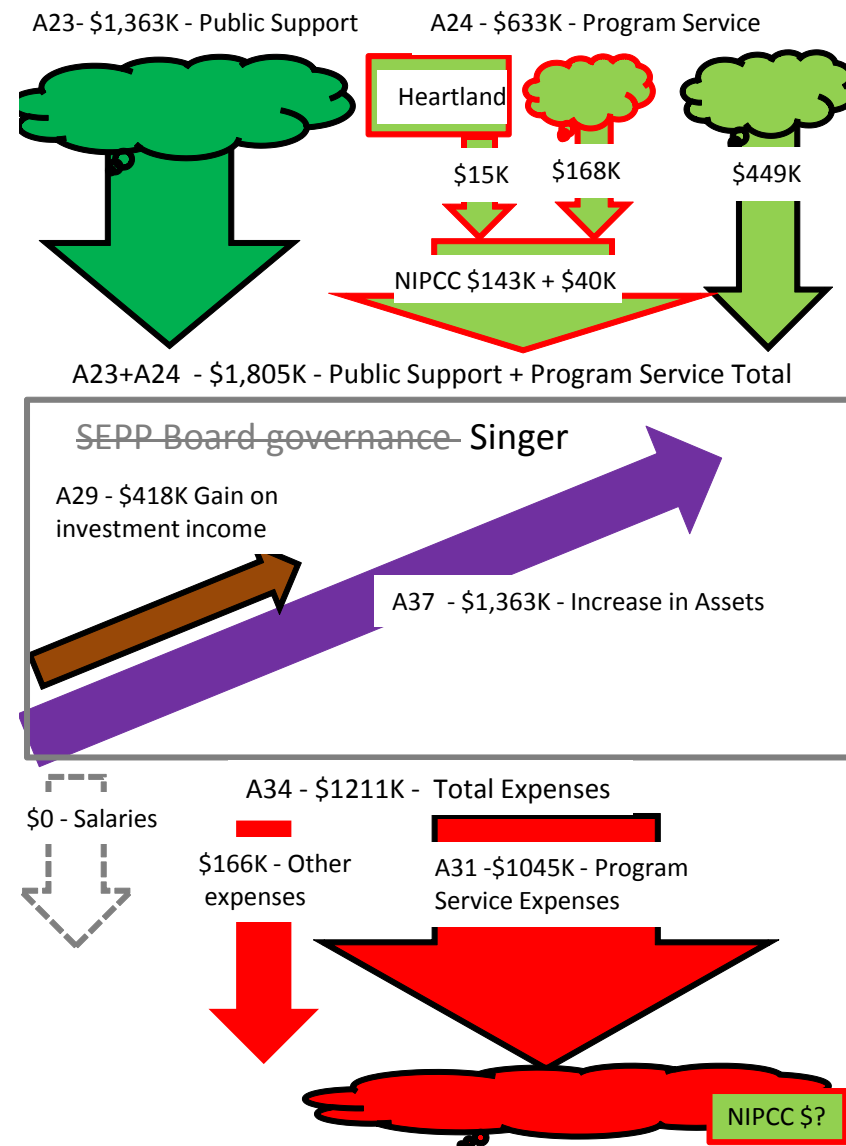 A23- $1,363K - Public Support
A24 - $633K - Program Service
Heartland
$15K
$168K
$449K
NIPCC $143K + $40K
A23+A24 - $1,805K - Public Support + Program Service Total
SEPP Board governance Singer
A29 - $418K Gain on
investment income
A37 - $1,363K - Increase in Assets
A34 - $1211K - Total Expenses
$0 - Salaries
$166K - Other
expenses
A31 -$1045K - Program
Service Expenses
NIPCC $?